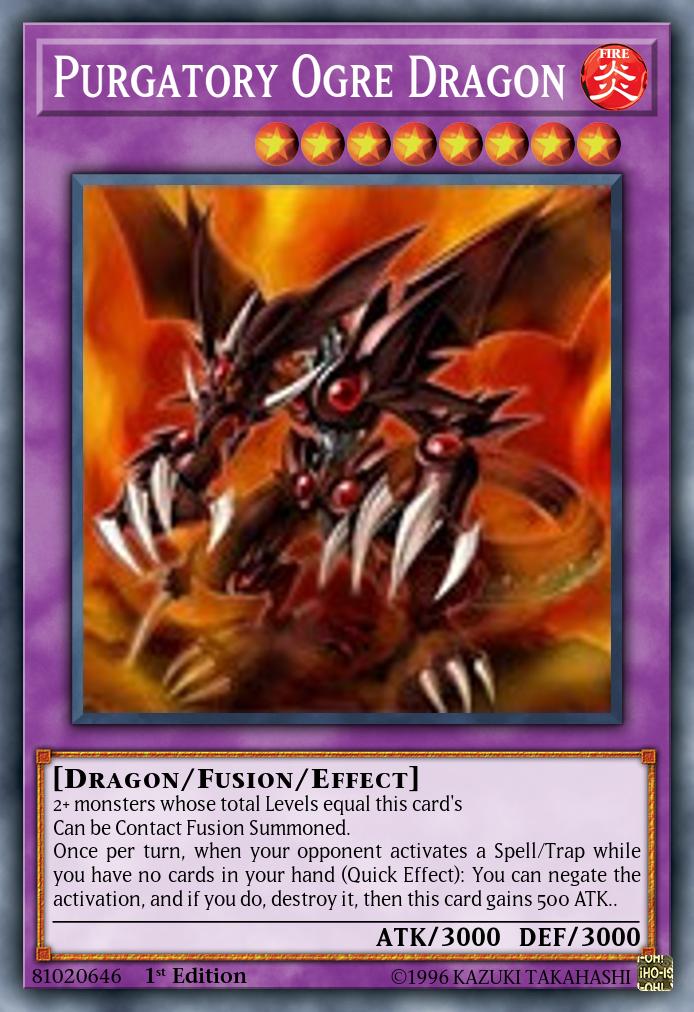 Purgatory Ogre Dragon
FIRE
炎
[Dragon/Fusion/Effect]
2+ monsters whose total Levels equal this card's
Can be Contact Fusion Summoned.
Once per turn, when your opponent activates a Spell/Trap while
you have no cards in your hand (Quick Effect): You can negate the
activation, and if you do, destroy it, then this card gains 500 ATK..
ATK/3000 DEF/3000
81020646 1st Edition ©1996 KAZUKI TAKAHASHI